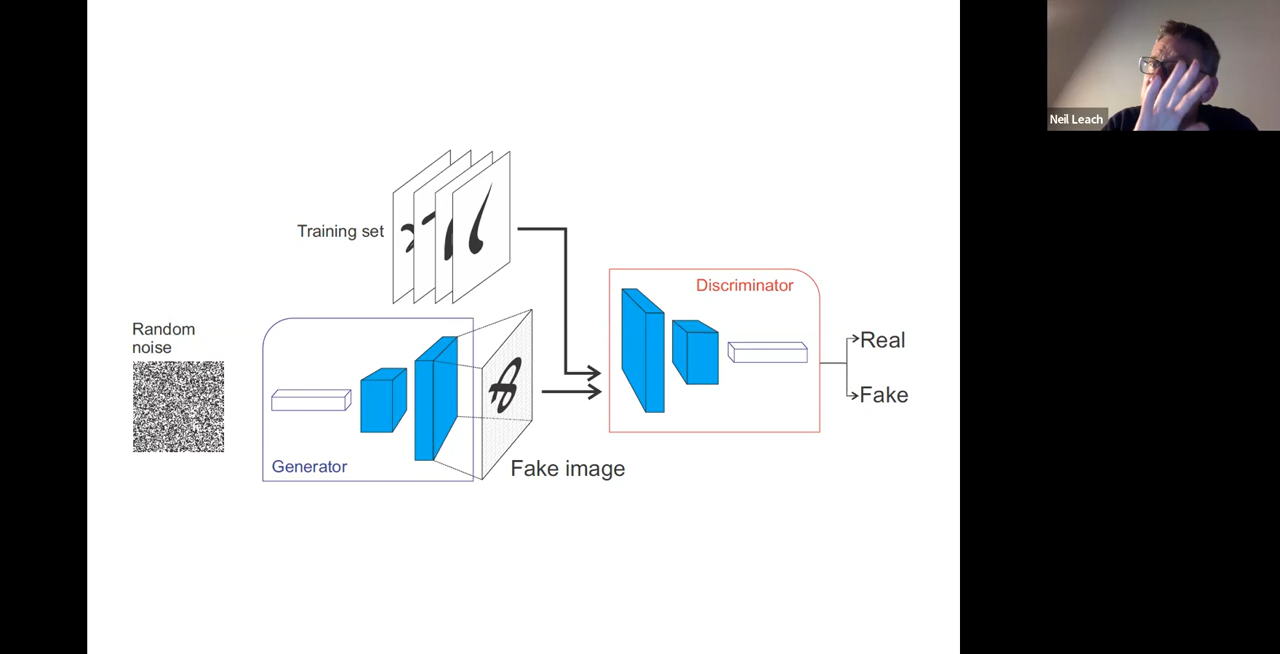 Neil Leach
Training set
Discriminator
Random
noise
Real
Fake
Generator
Fake image